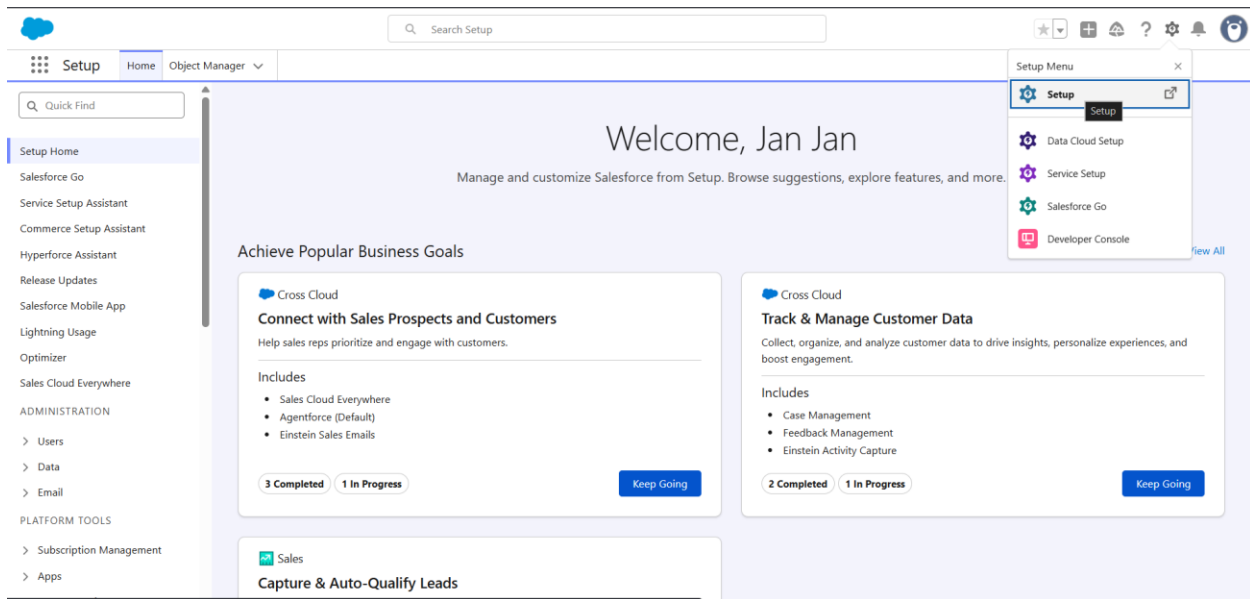 Search Setup
Setup
Home
Object Manager
Setup Menu
Setup
Setup
Data Cloud Setup
Service Setup
Salesforce Go
Developer Console
Quick Find
Setup Home
Salesforce Go
Service Setup Assistant
Commerce Setup Assistant
Hyperforce Assistant
Release Updates
Salesforce Mobile App
Lightning Usage
Optimizer
Sales Cloud Everywhere
ADMINISTRATION
Users
Data
Email
PLATFORM TOOLS
Subscription Management
Apps
Welcome, Jan Jan
Manage and customize Salesforce from Setup. Browse suggestions, explore features, and more.
Achieve Popular Business Goals
View All
Cross Cloud
Connect with Sales Prospects and Customers
Help sales reps prioritize and engage with customers.
Includes
• Sales Cloud Everywhere
• Agentforce (Default)
• Einstein Sales Emails
3 Completed
1 In Progress
Keep Going
Cross Cloud
Track & Manage Customer Data
Collect, organize, and analyze customer data to drive insights, personalize experiences, and
boost engagement.
Includes
• Case Management
• Feedback Management
• Einstein Activity Capture
2 Completed
1 In Progress
Keep Going
Sales
Capture & Auto-Qualify Leads